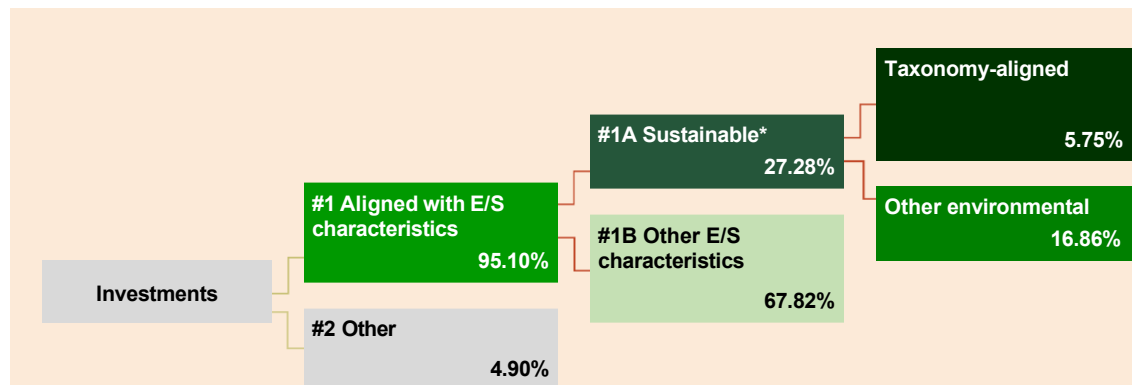 Investments
#1 Aligned with E/S
characteristics
95.10%
#2 Other
4.90%
#1A Sustainable*
27.28%
#1B Other E/S
characteristics
67.82%
Taxonomy-aligned
5.75%
Other environmental
16.86%